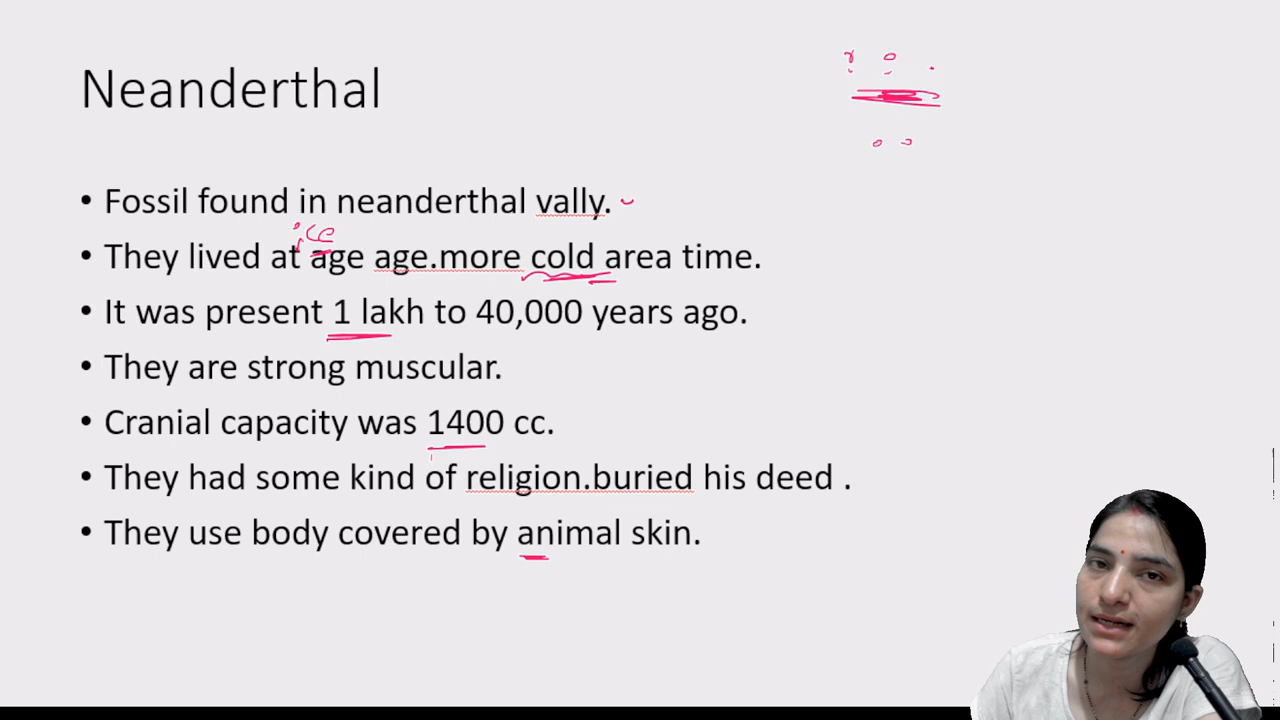 Neanderthal
• Fossil found in neanderthal vally.
ice
• They lived at age age.more cold area time.
• It was present 1 lakh to 40,000 years ago.
• They are strong muscular.
• Cranial capacity was 1400 cc.
• They had some kind of religion.buried his deed .
• They use body covered by animal skin.